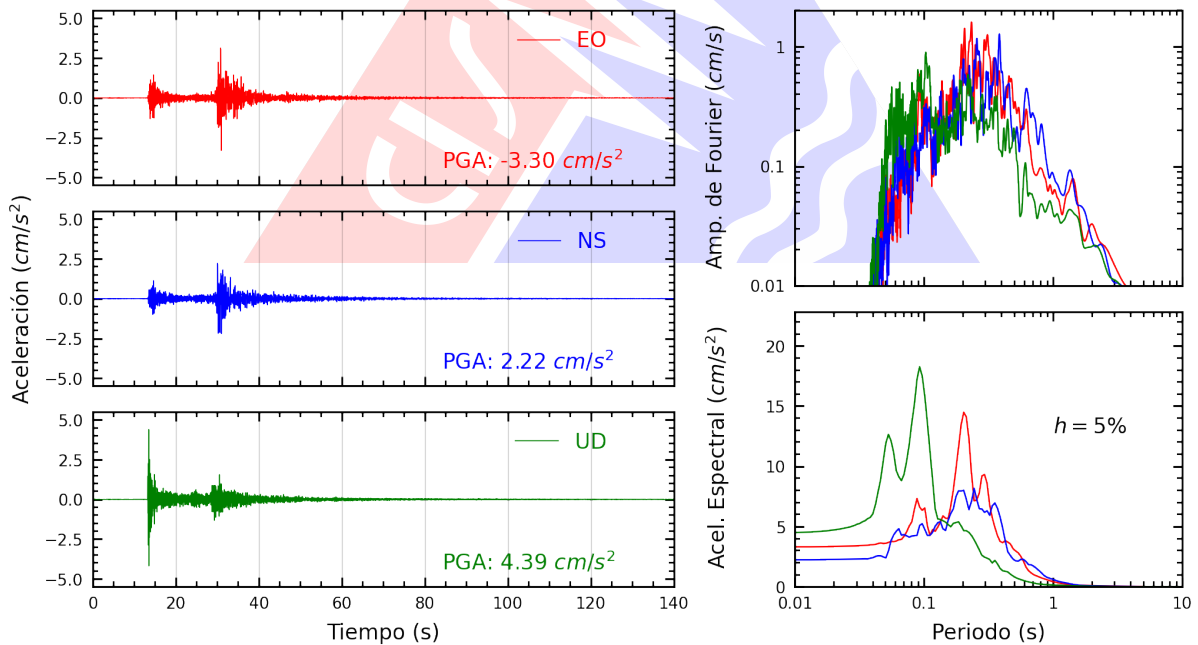 5.0
2.5
0.0
−2.5
−5.0
EO
PGA: -3.30 cm/s²
5.0
2.5
0.0
−2.5
−5.0
NS
PGA: 2.22 cm/s²
5.0
2.5
0.0
−2.5
−5.0
UD
PGA: 4.39 cm/s²
0 20 40 60 80 100 120 140
Tiempo (s)
Aceleración (cm/s²)
1
0.1
0.01
Amp. de Fourier (cm/s)
20
15
10
5
0
Acel. Espectral (cm/s²)
h = 5%
0.01 0.1 1 10
Periodo (s)
CIS